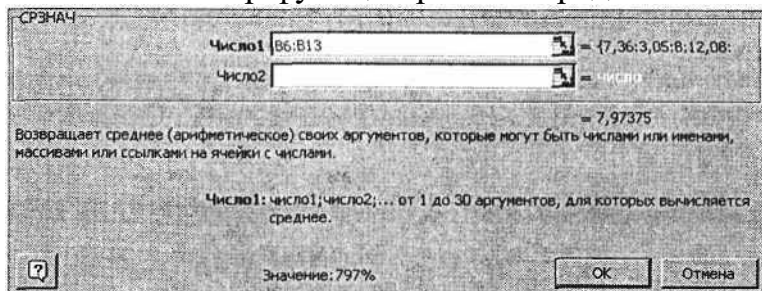 СРЗНАЧ
Число1 B6:B13 = {7,36:3,05:8:12,08:
Число2 = число
= 7,97375
Возвращает среднее (арифметическое) своих аргументов, которые могут быть числами или именами,
массивами или ссылками на ячейки с числами.
Число1: число1;число2;... от 1 до 30 аргументов, для которых вычисляется
среднее.
Значение:797%
ОК
Отмена